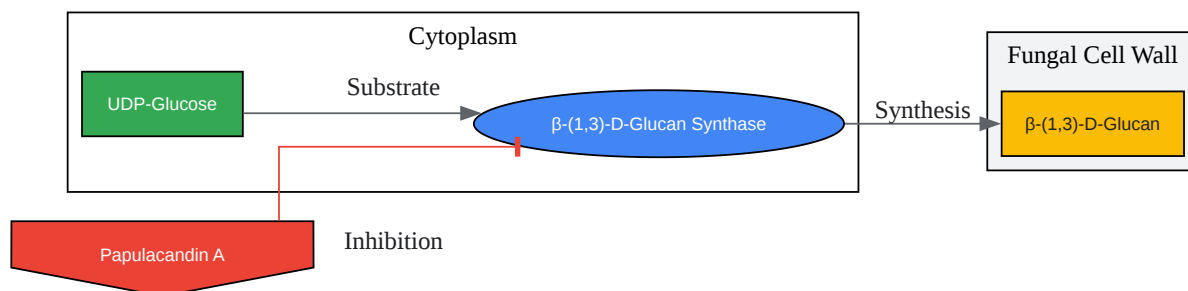 Cytoplasm
Fungal Cell Wall
UDP-Glucose
Substrate
β-(1,3)-D-Glucan Synthase
Synthesis
β-(1,3)-D-Glucan
Papulacandin A
Inhibition